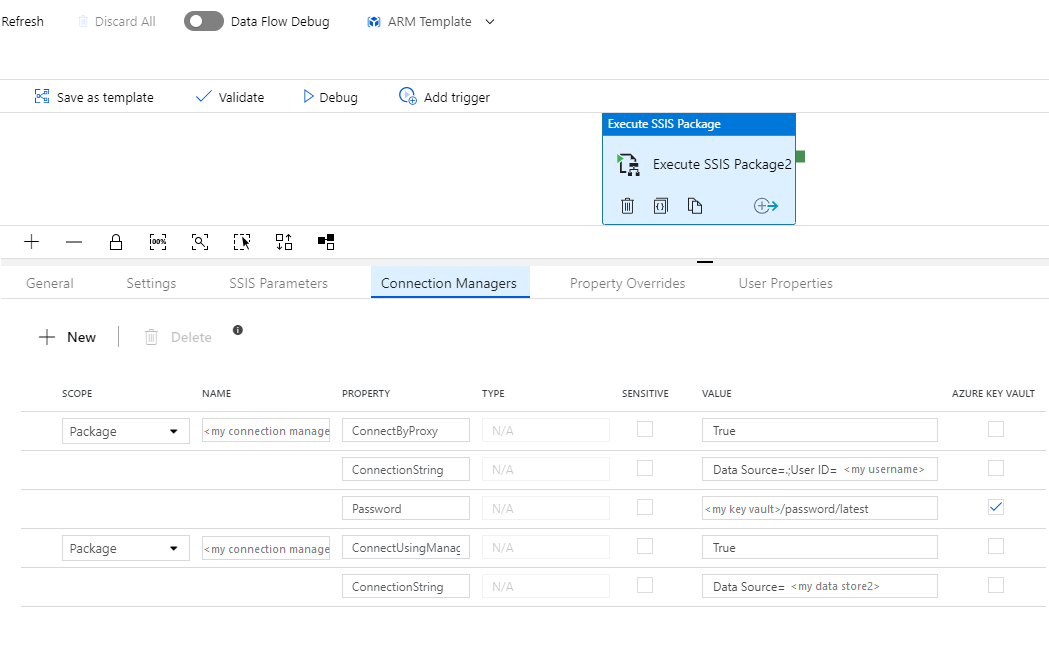 Refresh Discard All Data Flow Debug ARM Template
Save as template Validate Debug Add trigger
Execute SSIS Package
Execute SSIS Package2
100%
General Settings SSIS Parameters Connection Managers Property Overrides User Properties
New Delete
SCOPE NAME PROPERTY TYPE SENSITIVE VALUE AZURE KEY VAULT
Package <my connection manage ConnectByProxy N/A True
ConnectionString N/A Data Source=.;User ID= <my username>
Password N/A <my key vault>/password/latest
Package <my connection manage ConnectUsingManag N/A True
ConnectionString N/A Data Source= <my data store2>